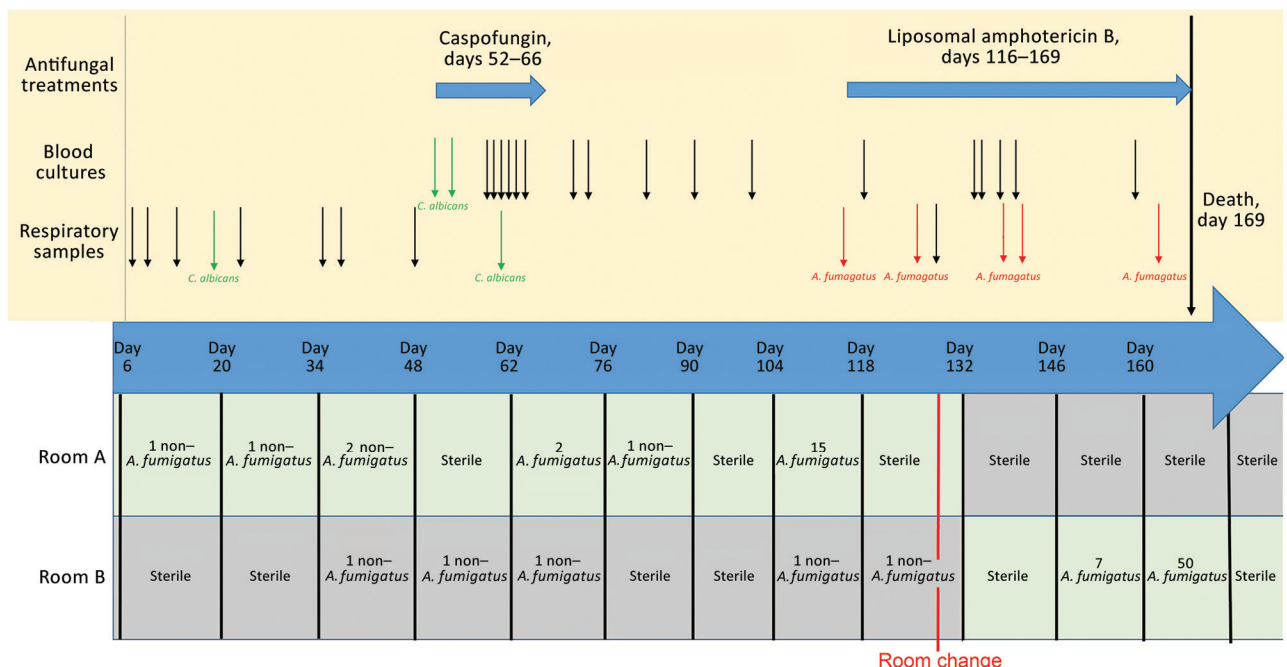 Antifungal
treatments
Caspofungin,
days 52–66
Liposomal amphotericin B,
days 116–169
Blood
cultures
C. albicans
Death,
day 169
Respiratory
samples
C. albicans
C. albicans
A. fumagatus
A. fumagatus
A. fumagatus
A. fumagatus
Day
6
Day
20
Day
34
Day
48
Day
62
Day
76
Day
90
Day
104
Day
118
Day
132
Day
146
Day
160
Room A
1 non–
A. fumigatus
1 non–
A. fumigatus
2 non–
A. fumigatus
Sterile
2
A. fumigatus
1 non–
A. fumigatus
Sterile
15
A. fumigatus
Sterile
Sterile
Sterile
Sterile
Sterile
Room B
Sterile
Sterile
1 non–
A. fumigatus
1 non–
A. fumigatus
1 non–
A. fumigatus
Sterile
Sterile
1 non–
A. fumigatus
1 non–
A. fumigatus
Sterile
7
A. fumigatus
50
A. fumigatus
Sterile
Room change